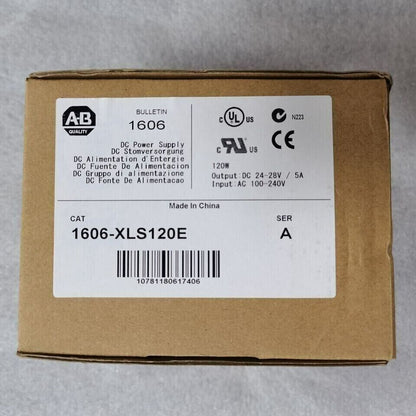 A-B
QUALITY
BULLETIN
1606
DC Power Supply
DC Stomversorgung
DC Alimentation d'Energie
DC Fuente De Alimentacion
DC Gruppo di alimentazione
DC Fonte De Alimentacao
C UL US
LISTED
N223
C RU US
CE
120W
Output: DC 24-28V / 5A
Input: AC 100-240V
Made In China
CAT
SER
1606-XLS120E
A
10781180617406